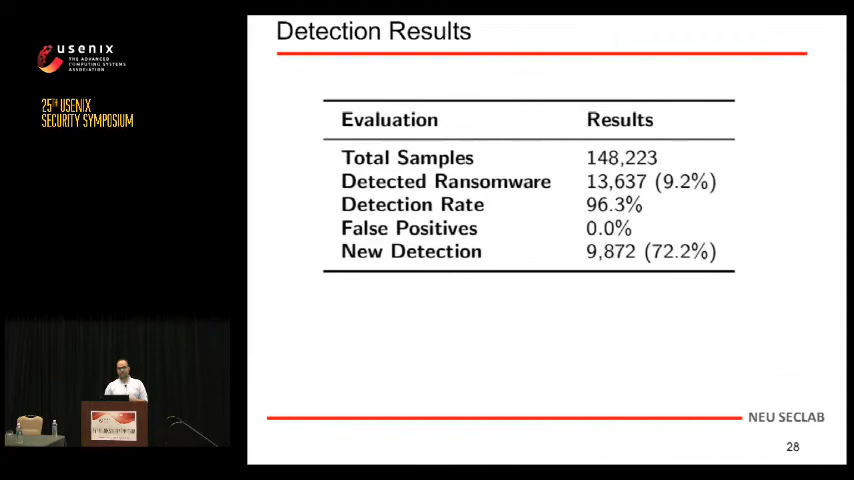 usenix
THE ADVANCED
COMPUTING SYSTEMS
ASSOCIATION
25TH USENIX
SECURITY SYMPOSIUM
Detection Results
Evaluation Results
Total Samples 148,223
Detected Ransomware 13,637 (9.2%)
Detection Rate 96.3%
False Positives 0.0%
New Detection 9,872 (72.2%)
NEU SECLAB
28